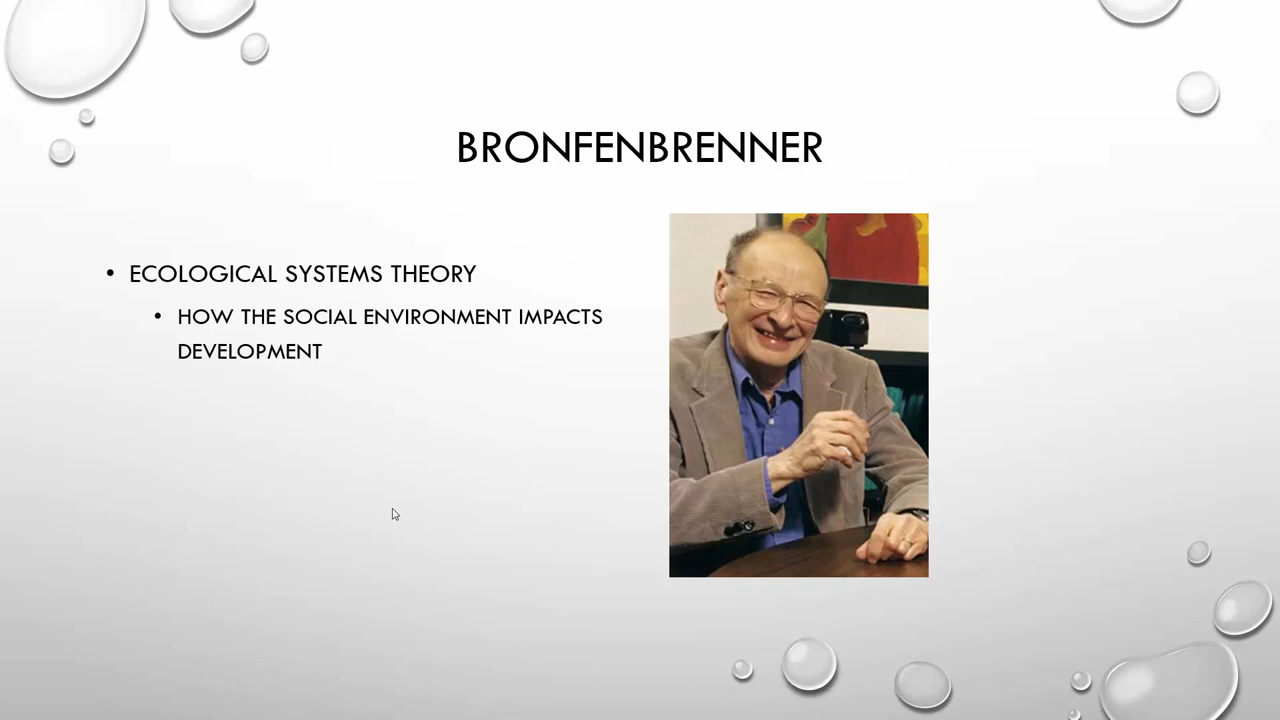 BRONFENBRENNER
• ECOLOGICAL SYSTEMS THEORY
• HOW THE SOCIAL ENVIRONMENT IMPACTS
DEVELOPMENT